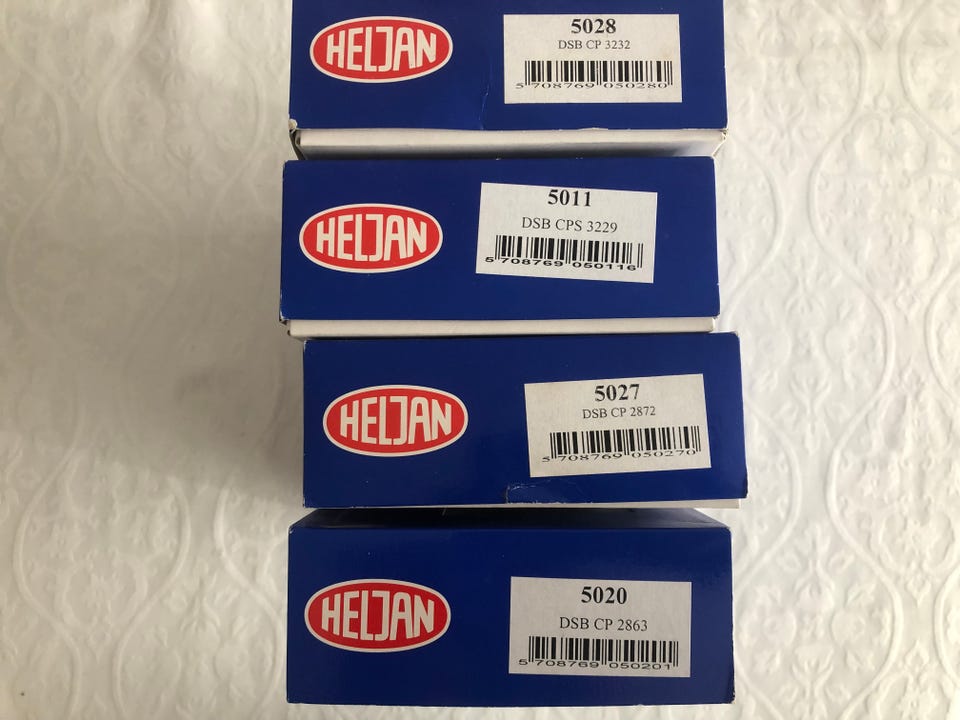 HELJAN
5028
DSB CP 3232
5 708769 050280
HELJAN
5011
DSB CPS 3229
5 708769 050116
HELJAN
5027
DSB CP 2872
5 708769 050270
HELJAN
5020
DSB CP 2863
5 708769 050201